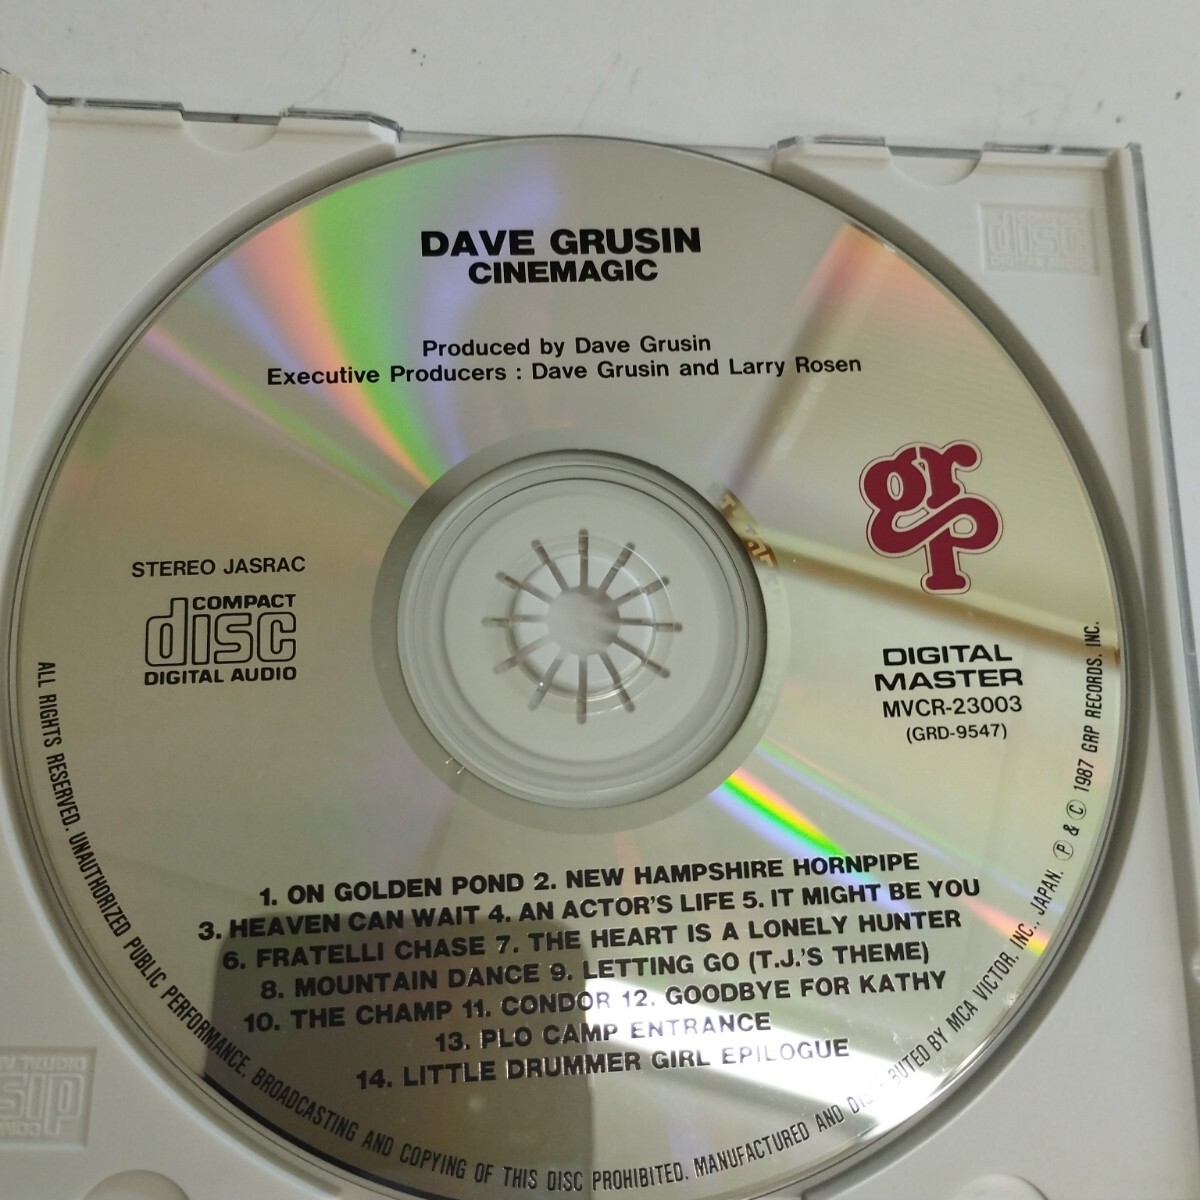 DAVE GRUSIN
CINEMAGIC
Produced by Dave Grusin
Executive Producers : Dave Grusin and Larry Rosen
grp
STEREO JASRAC
COMPACT
disc
DIGITAL AUDIO
DIGITAL
MASTER
MVCR-23003
(GRD-9547)
1. ON GOLDEN POND 2. NEW HAMPSHIRE HORNPIPE
3. HEAVEN CAN WAIT 4. AN ACTOR'S LIFE 5. IT MIGHT BE YOU
6. FRATELLI CHASE 7. THE HEART IS A LONELY HUNTER
8. MOUNTAIN DANCE 9. LETTING GO (T.J.'S THEME)
10. THE CHAMP 11. CONDOR 12. GOODBYE FOR KATHY
13. PLO CAMP ENTRANCE
14. LITTLE DRUMMER GIRL EPILOGUE
ALL RIGHTS RESERVED. UNAUTHORIZED PUBLIC PERFORMANCE. BROADCASTING AND COPYING OF THIS DISC PROHIBITED. MANUFACTURED AND DISTRIBUTED BY MCA VICTOR, INC., JAPAN. Ⓟ & © 1987 GRP RECORDS, INC.
COMPACT
disc
DIGITAL AUDIO